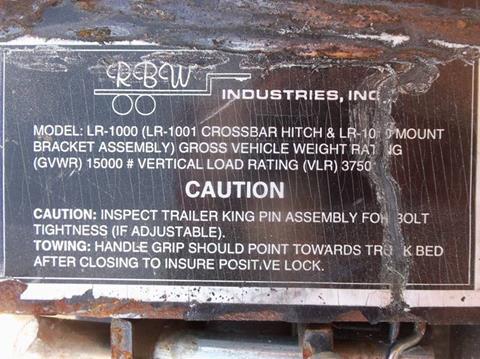 RBW
INDUSTRIES, INC
MODEL: LR-1000 (LR-1001 CROSSBAR HITCH & MOUNT
BRACKET ASSEMBLY) GROSS VEHICLE WEIGHT RATING
(GVWR) 15000 # VERTICAL LOAD RATING (VLR) 3750
CAUTION
CAUTION: INSPECT TRAILER KING PIN ASSEMBLY FOR BOLT
TIGHTNESS (IF ADJUSTABLE).
TOWING: HANDLE GRIP SHOULD POINT TOWARDS TRUCK BED
AFTER CLOSING TO INSURE POSITIVE LOCK.